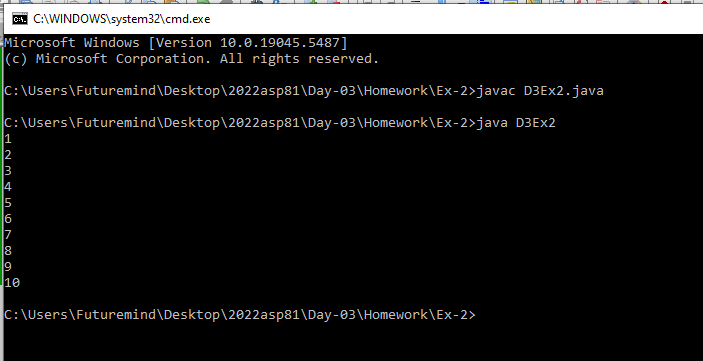 C:\WINDOWS\system32\cmd.exe
Microsoft Windows [Version 10.0.19045.5487]
(c) Microsoft Corporation. All rights reserved.
C:\Users\Futuremind\Desktop\2022asp81\Day-03\Homework\Ex-2>javac D3Ex2.java
C:\Users\Futuremind\Desktop\2022asp81\Day-03\Homework\Ex-2>java D3Ex2
1
2
3
4
5
6
7
8
9
10
C:\Users\Futuremind\Desktop\2022asp81\Day-03\Homework\Ex-2>